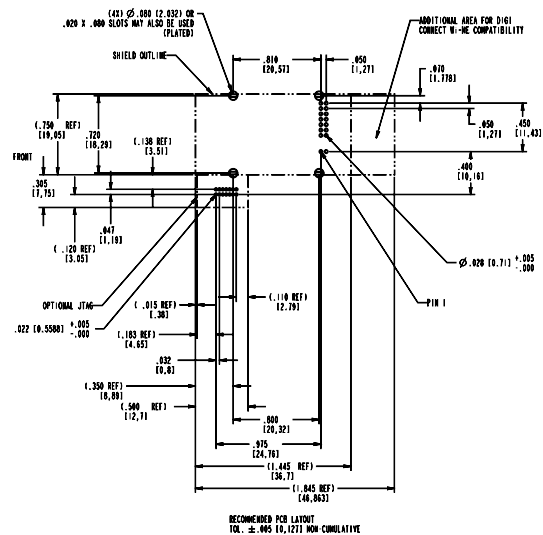 (4X) Ø.080 (2.032) OR
.020 X .080 SLOTS MAY ALSO BE USED
(PLATED)
SHIELD OUTLINE
.810
[20,57]
.050
[1,27]
ADDITIONAL AREA FOR DIGI
CONNECT Wi-ME COMPATIBILITY
.070
[1.778]
(.750 REF)
[19,05]
.720
[18,29]
(.138 REF)
[3.51]
.050
[1,27]
.450
[11,43]
FRONT
.305
[7,75]
.400
[10,16]
.047
[1,19]
(.120 REF)
[3.05]
Ø.028 [0.71] +.005
-.000
OPTIONAL JTAG
(.015 REF)
[.38]
(.110 REF)
[2.79]
PIN 1
.022 [0.5588] +.005
-.000
(.183 REF)
[4.65]
.032
[0,8]
(.350 REF)
[8,89]
(.500 REF)
[12,7]
.800
[20,32]
.975
[24,76]
(1.445 REF)
[36,7]
(1.845 REF)
[46,863]
RECOMMENDED PCB LAYOUT
TOL. ±.005 [0,127] NON-CUMULATIVE